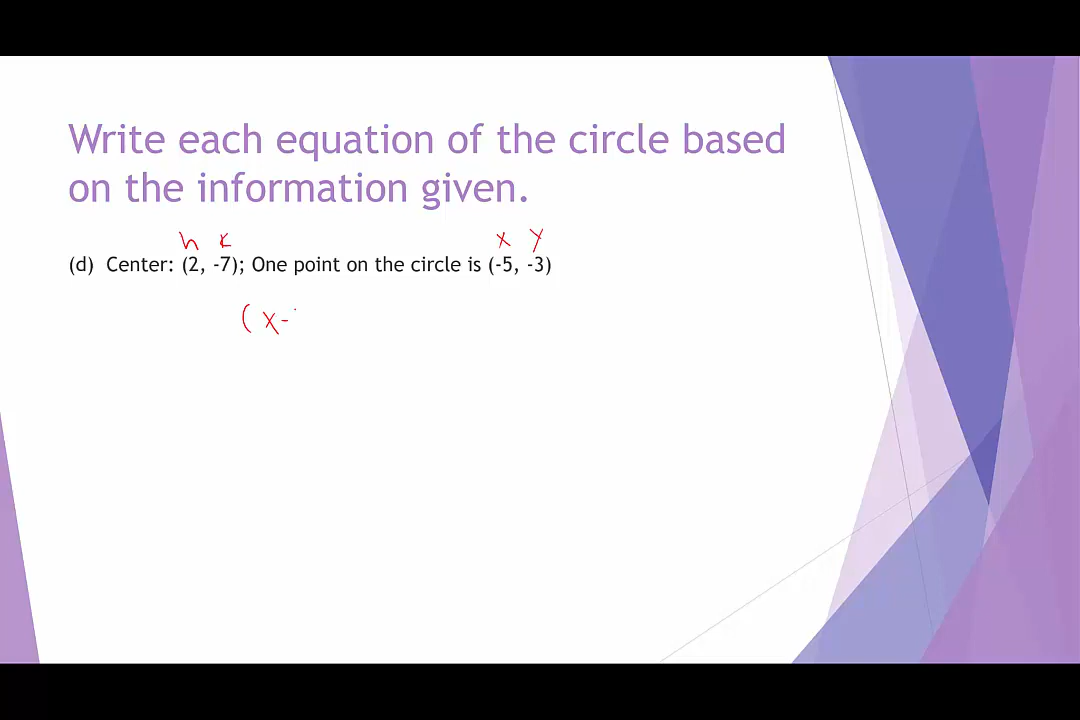 Write each equation of the circle based
on the information given.
h k x y
(d) Center: (2, -7); One point on the circle is (-5, -3)
(x-